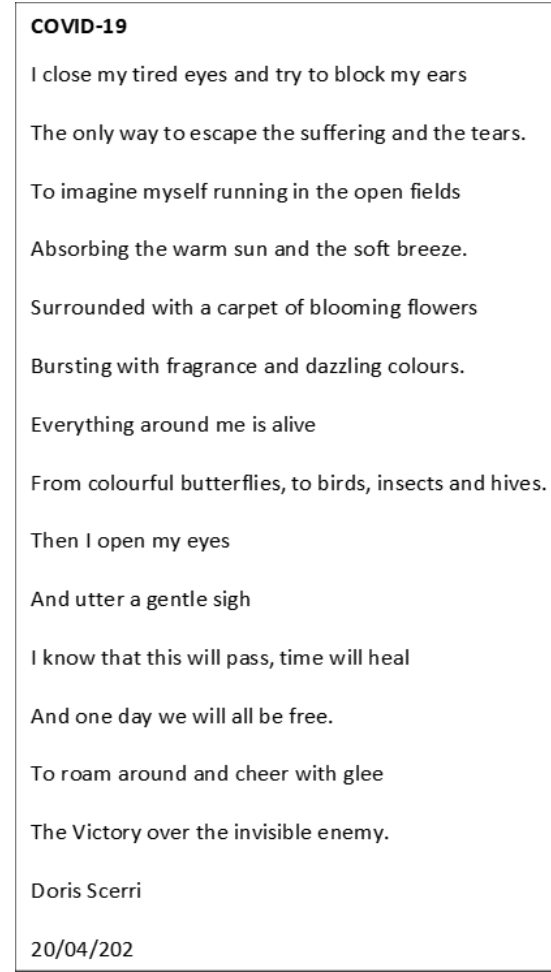 COVID-19
I close my tired eyes and try to block my ears
The only way to escape the suffering and the tears.
To imagine myself running in the open fields
Absorbing the warm sun and the soft breeze.
Surrounded with a carpet of blooming flowers
Bursting with fragrance and dazzling colours.
Everything around me is alive
From colourful butterflies, to birds, insects and hives.
Then I open my eyes
And utter a gentle sigh
I know that this will pass, time will heal
And one day we will all be free.
To roam around and cheer with glee
The Victory over the invisible enemy.
Doris Scerri
20/04/202